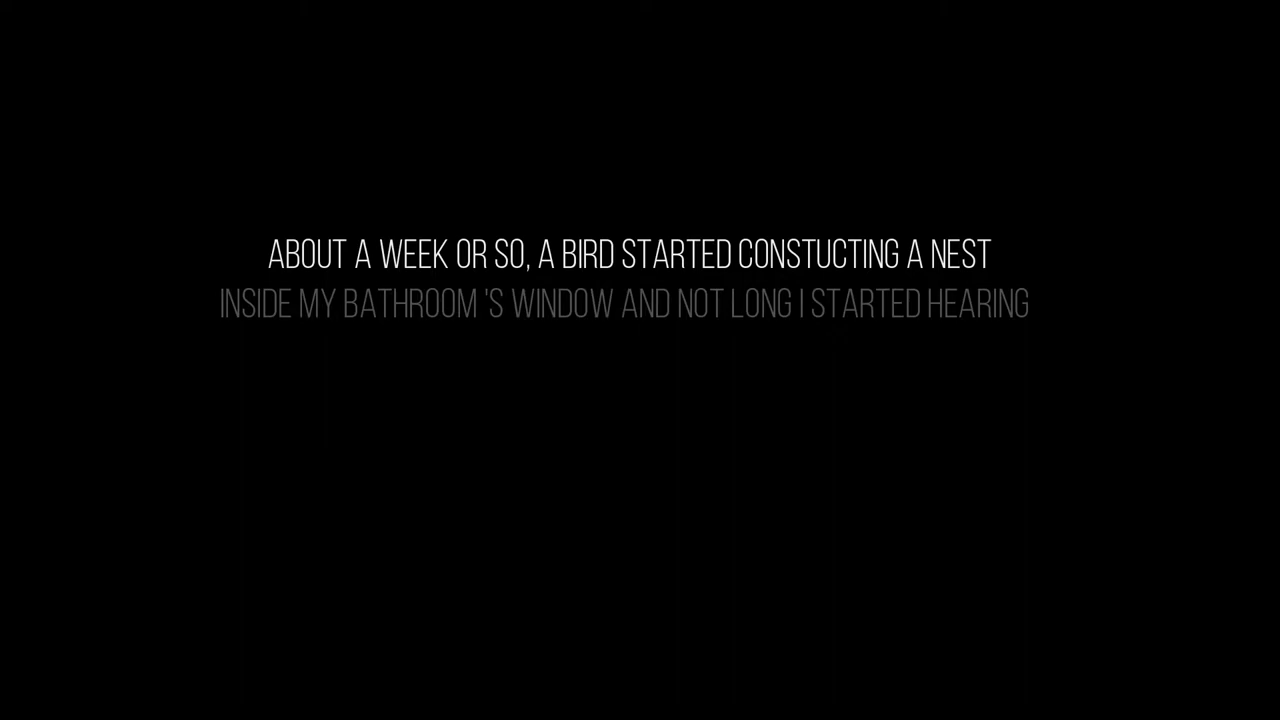 ABOUT A WEEK OR SO, A BIRD STARTED CONSTUCTING A NEST
INSIDE MY BATHROOM 'S WINDOW AND NOT LONG I STARTED HEARING